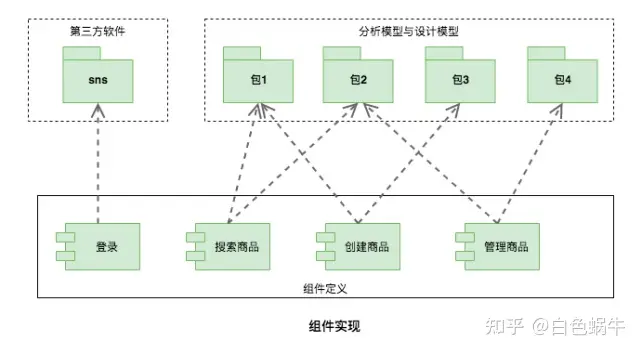 第三方软件
分析模型与设计模型
sns
包1
包2
包3
包4
登录
搜索商品
创建商品
管理商品
组件定义
组件实现
知乎 @白色蜗牛